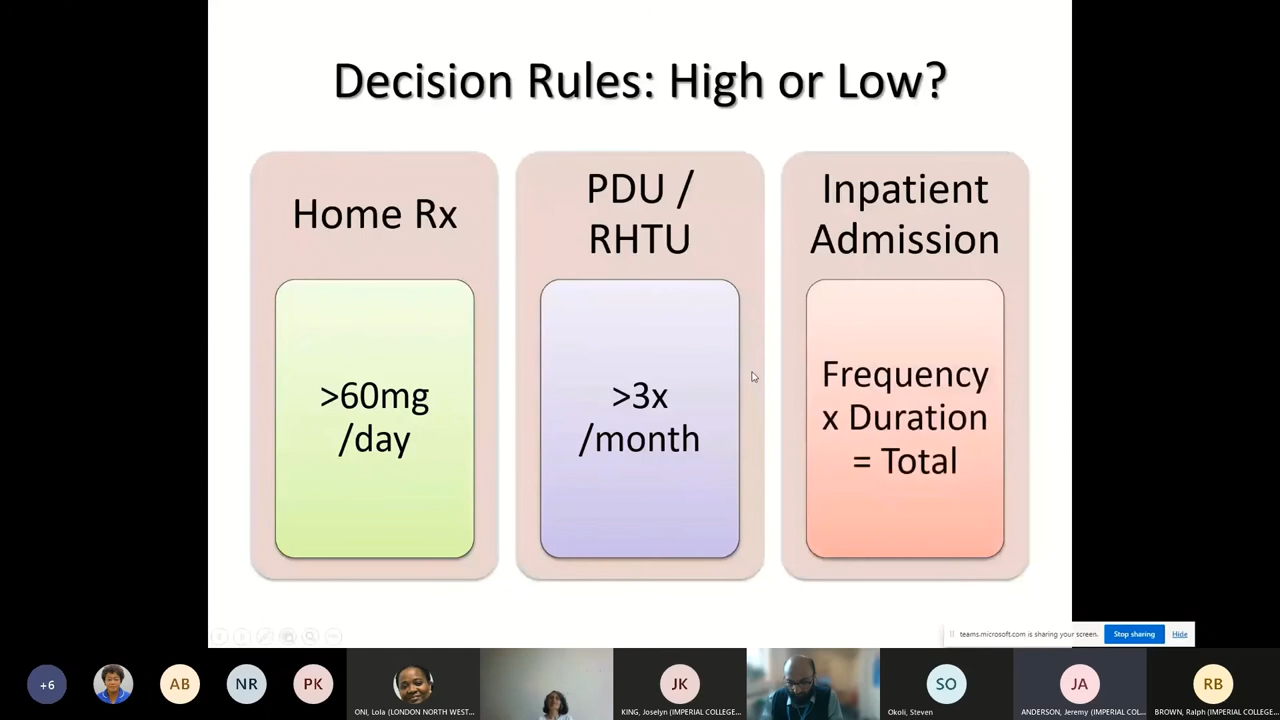 Decision Rules: High or Low?
Home Rx
>60mg
/day
PDU /
RHTU
>3x
/month
Inpatient
Admission
Frequency
x Duration
= Total
teams.microsoft.com is sharing your screen.
Stop sharing
Hide
+6
AB
NR
PK
ONI, Lola (LONDON NORTH WEST...
JK
KING, Joselyn (IMPERIAL COLLEGE...
SO
Okoli, Steven
JA
ANDERSON, Jeremy (IMPERIAL COL...
RB
BROWN, Ralph (IMPERIAL COLLEGE...